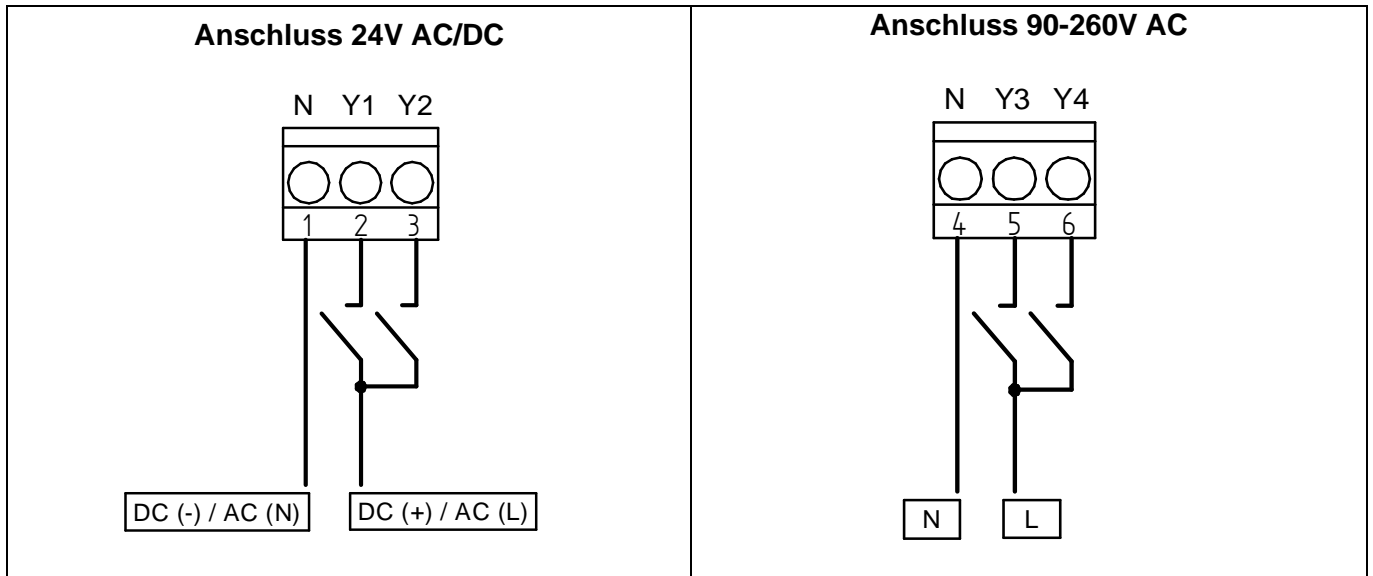 Anschluss 24V AC/DC
N Y1 Y2
1 2 3
DC (-) / AC (N)
DC (+) / AC (L)
Anschluss 90-260V AC
N Y3 Y4
4 5 6
N
L